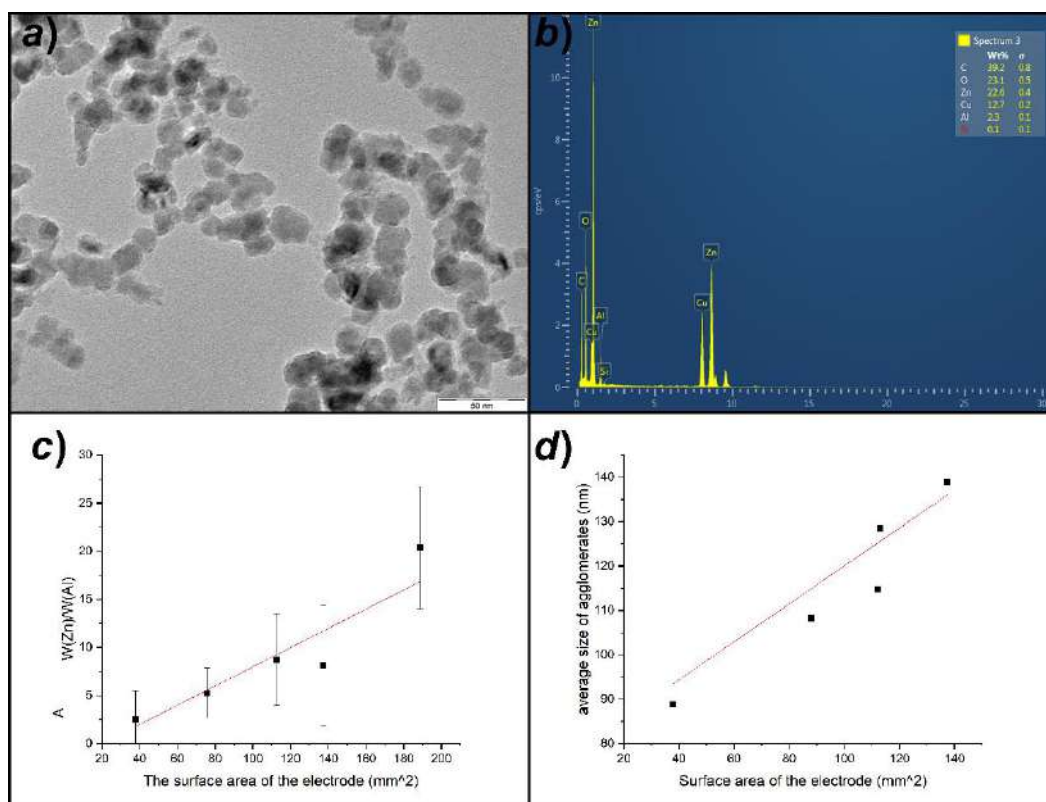 a)
50 nm
b)
Zn
Spectrum 3
Wt% σ
C 39.2 0.8
O 23.1 0.5
Zn 22.6 0.4
Cu 12.7 0.2
Al 2.3 0.1
Si 0.1 0.1
cps/eV
10
8
6
4
2
0
O
C
Cu
Al
Si
Cu
Zn
0 5 10 15 20 25 30
c)
W(Zn)/W(Al)
A
30
25
20
15
10
5
0
20 40 60 80 100 120 140 160 180 200
The surface area of the electrode (mm^2)
d)
average size of agglomerates (nm)
140
130
120
110
100
90
80
20 40 60 80 100 120 140
Surface area of the electrode (mm^2)